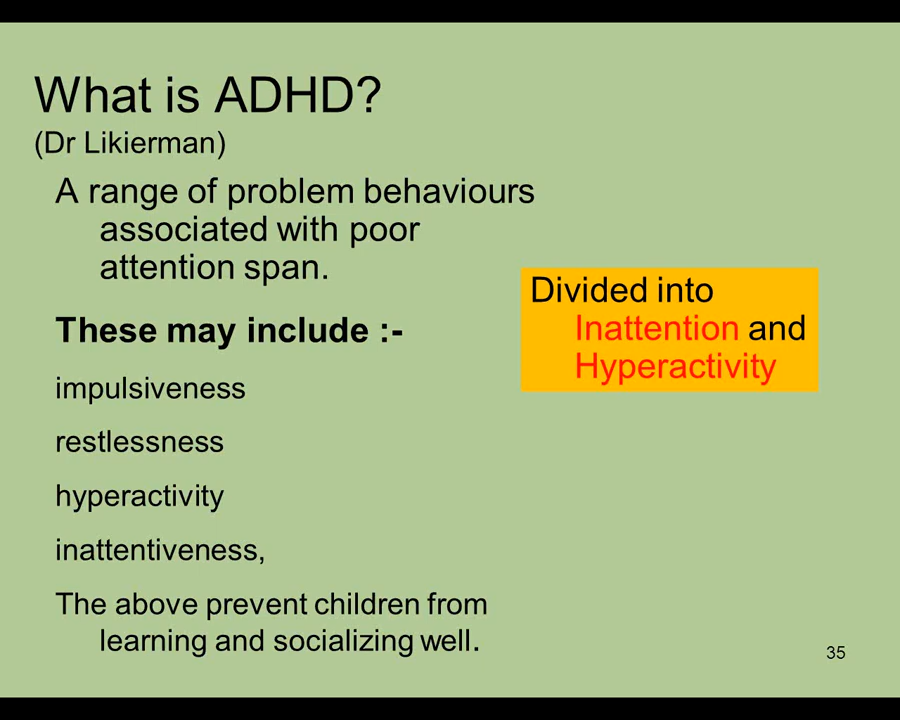 What is ADHD?
(Dr Likierman)
A range of problem behaviours
associated with poor
attention span.
These may include :-
impulsiveness
restlessness
hyperactivity
inattentiveness,
The above prevent children from
learning and socializing well.
Divided into
Inattention and
Hyperactivity
35